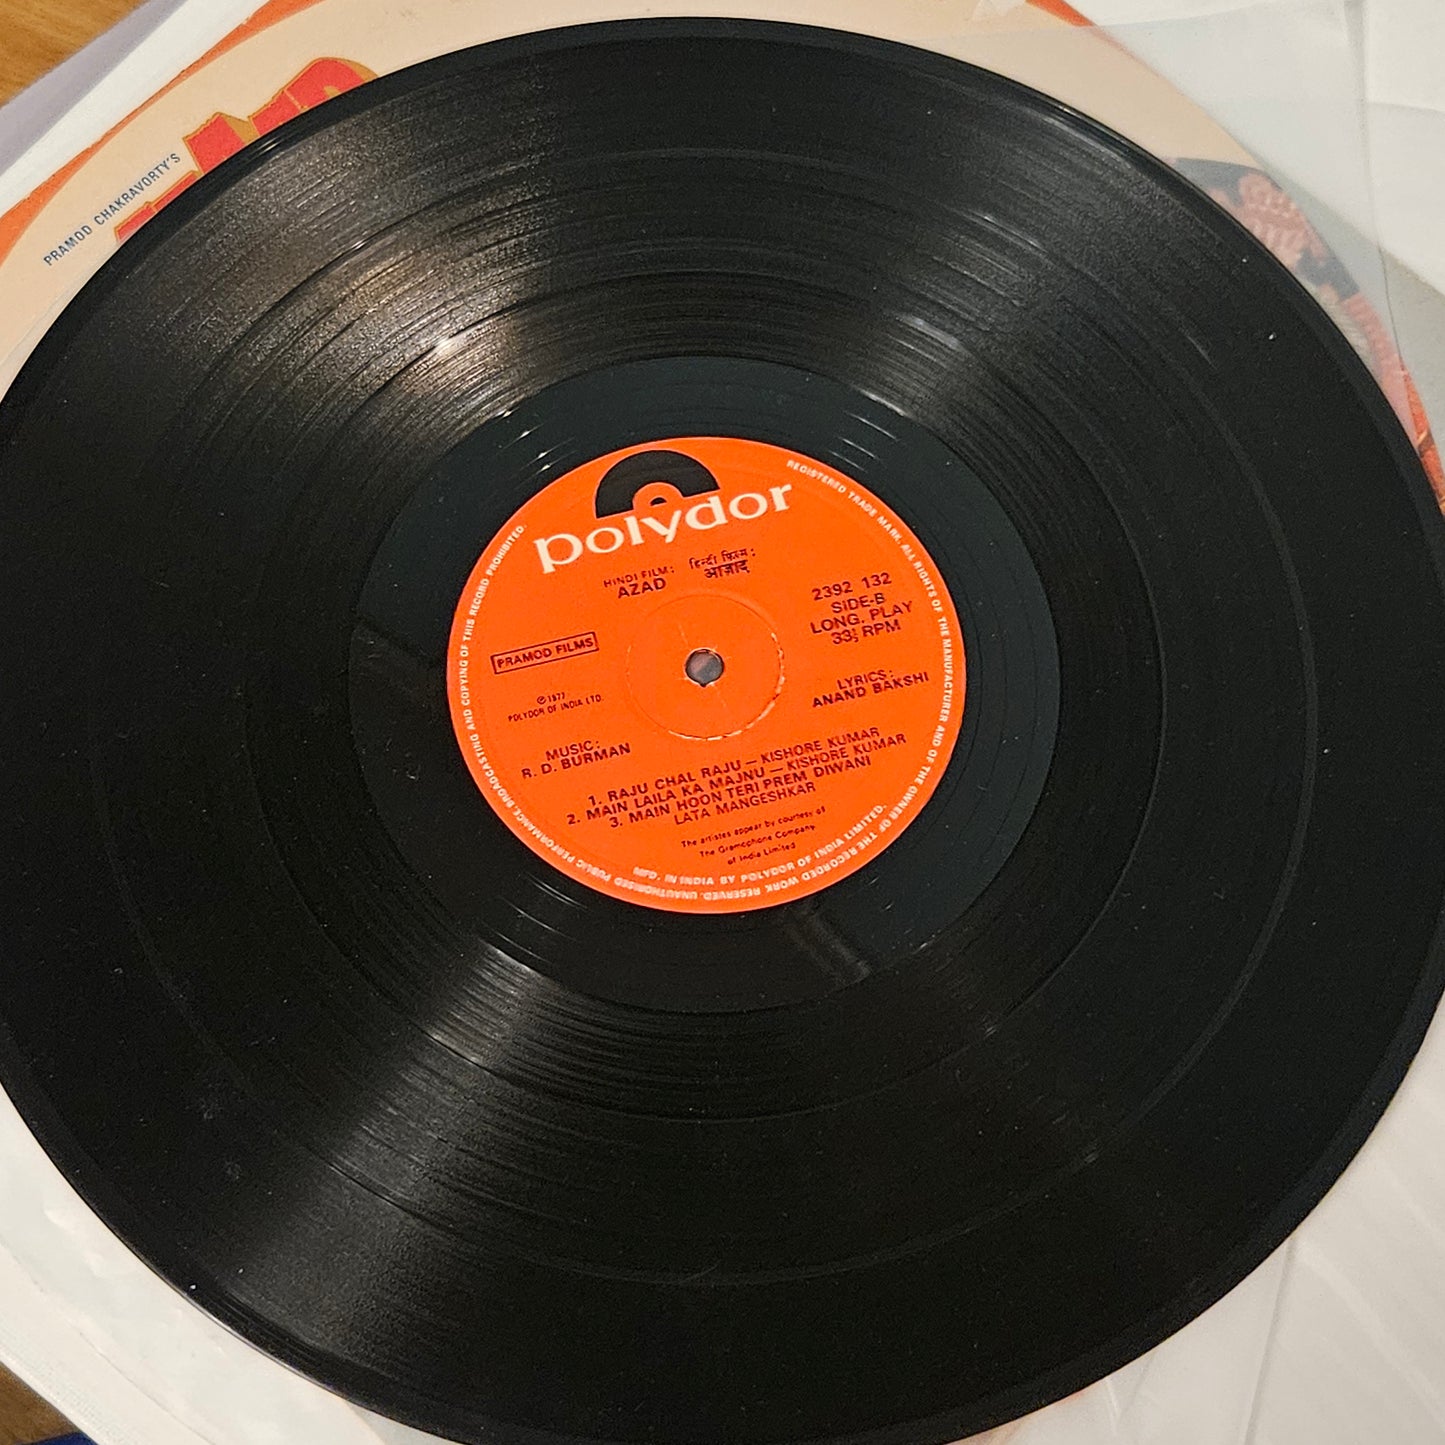 PRAMOD CHAKRAVORTY'S
polydor
HINDI FILM: हिन्दी फ़िल्म:
AZAD आज़ाद
2392 132
SIDE-B
LONG. PLAY
33⅓ RPM
PRAMOD FILMS
℗ 1977
POLYDOR OF INDIA LTD.
LYRICS:
ANAND BAKSHI
MUSIC:
R. D. BURMAN
1. RAJU CHAL RAJU — KISHORE KUMAR
2. MAIN LAILA KA MAJNU — KISHORE KUMAR
3. MAIN HOON TERI PREM DIWANI
LATA MANGESHKAR
The artistes appear by courtesy of
The Gramophone Company
of India Limited
REGISTERED TRADE MARK. ALL RIGHTS OF THE MANUFACTURER AND OF THE OWNER OF THE RECORDED WORK RESERVED. UNAUTHORISED PUBLIC PERFORMANCE, BROADCASTING AND COPYING OF THIS RECORD PROHIBITED.
MFD. IN INDIA BY POLYDOR OF INDIA LIMITED.